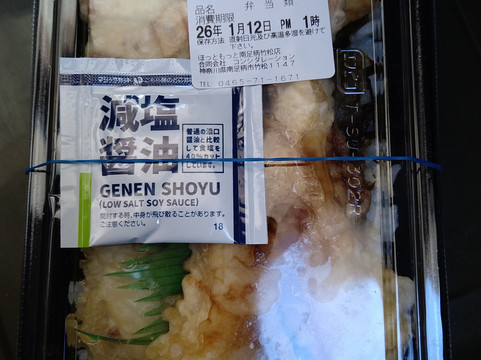 品名 弁当類
消費期限
26年 1月12日 PM 1時
保存方法 直射日光及び高温多湿を避けて
下さい。
ほっともっと南足柄竹松店
合同会社 コンシダレーション
神奈川県南足柄市竹松1147
TEL 0465-71-1671
減塩
醤油
普通の濃口
醤油と比較
して食塩を
40%カット
しています。
GENEN SHOYU
(LOW SALT SOY SAUCE)
開封する時、中身が飛び散ることがあります。
ご注意ください。
18